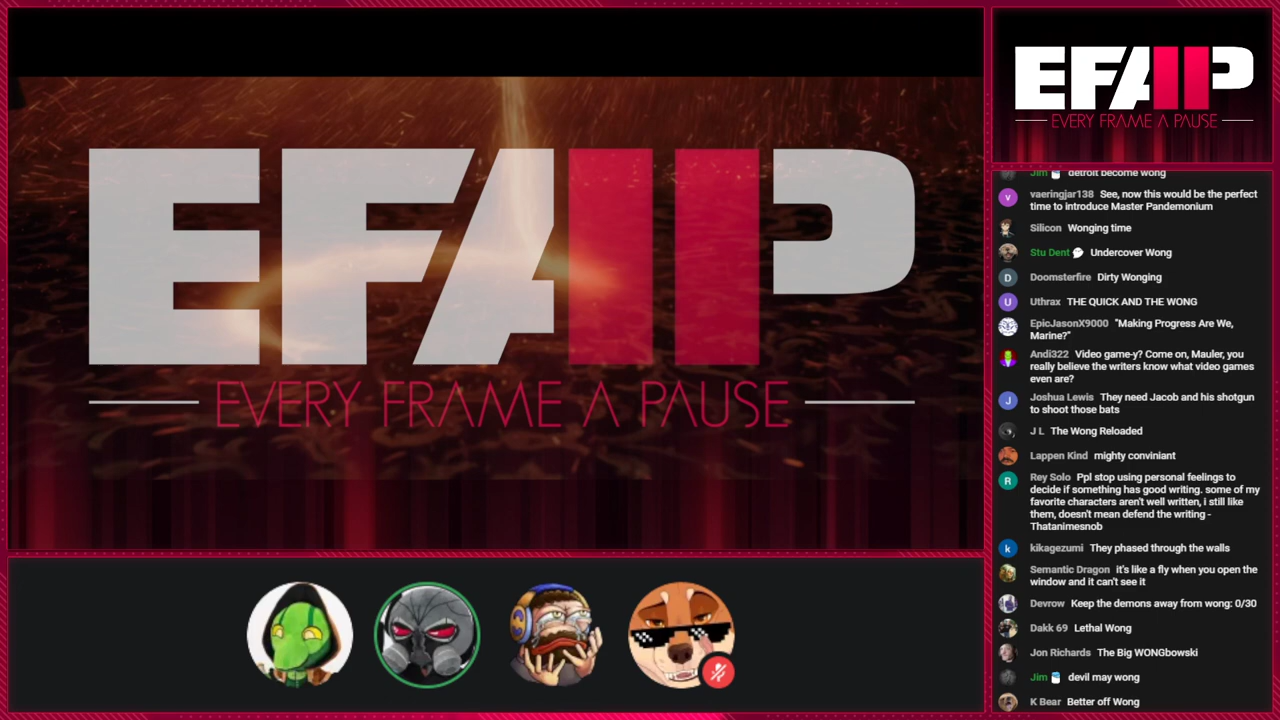 EFAP
EVERY FRAME A PAUSE
EFAP
EVERY FRAME A PAUSE
Jim detroit become wong
v
vaeringjar138 See, now this would be the perfect
time to introduce Master Pandemonium
Silicon Wonging time
Stu Dent Undercover Wong
D
Doomsterfire Dirty Wonging
U
Uthrax THE QUICK AND THE WONG
EpicJasonX9000 "Making Progress Are We,
Marine?"
Andi322 Video game-y? Come on, Mauler, you
really believe the writers know what video games
even are?
J
Joshua Lewis They need Jacob and his shotgun
to shoot those bats
J L The Wong Reloaded
Lappen Kind mighty conviniant
R
Rey Solo Ppl stop using personal feelings to
decide if something has good writing. some of my
favorite characters aren't well written, i still like
them, doesn't mean defend the writing -
Thatanimesnob
k
kikagezumi They phased through the walls
Semantic Dragon it's like a fly when you open the
window and it can't see it
Devrow Keep the demons away from wong: 0/30
Dakk 69 Lethal Wong
Jon Richards The Big WONGbowski
Jim devil may wong
K Bear Better off Wong